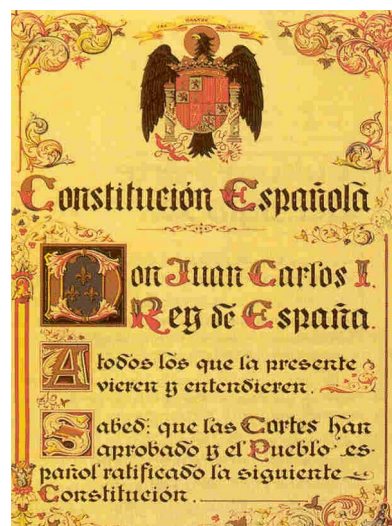 Constitución Española
Don Juan Carlos I.
Rey de España.
A todos los que la presente
vieren y entendieren.
Sabed: que las Cortes han
aprobado y el Pueblo es-
pañol ratificado la siguiente
Constitución.